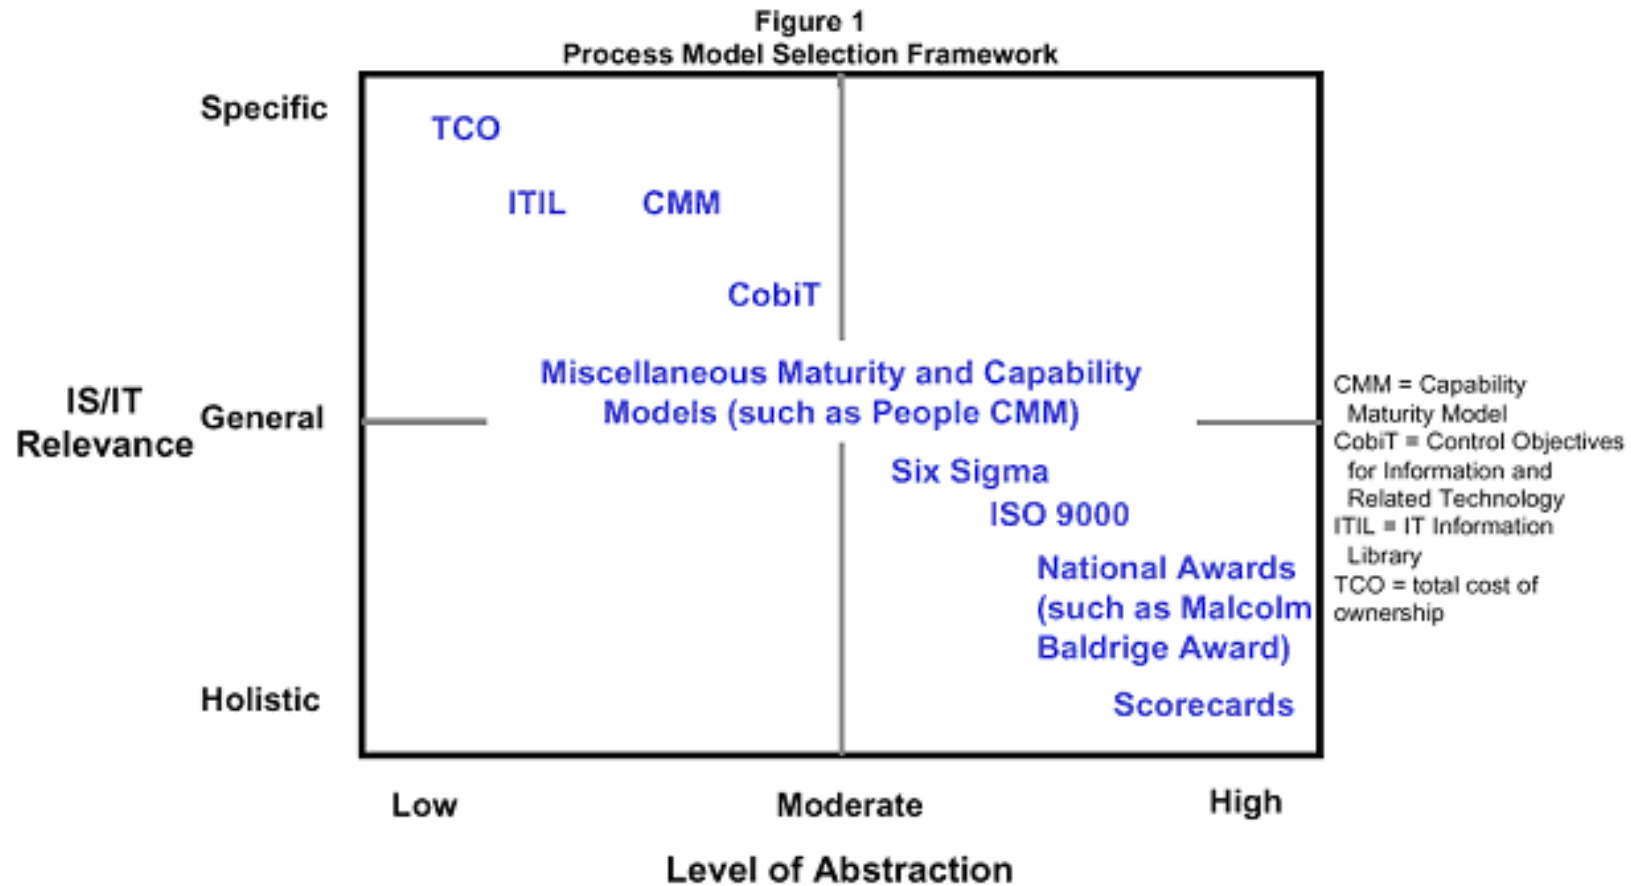 Figure 1
Process Model Selection Framework
Specific
TCO
ITIL CMM
CobiT
Miscellaneous Maturity and Capability
Models (such as People CMM)
IS/IT
Relevance
General
Six Sigma
ISO 9000
National Awards
(such as Malcolm
Baldrige Award)
Holistic
Scorecards
CMM = Capability
Maturity Model
CobiT = Control Objectives
for Information and
Related Technology
ITIL = IT Information
Library
TCO = total cost of
ownership
Low Moderate High
Level of Abstraction